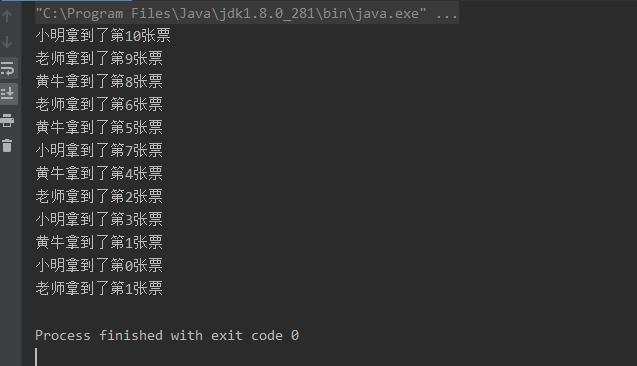 "C:\Program Files\Java\jdk1.8.0_281\bin\java.exe" ...
小明拿到了第10张票
老师拿到了第9张票
黄牛拿到了第8张票
老师拿到了第6张票
黄牛拿到了第5张票
小明拿到了第7张票
黄牛拿到了第4张票
老师拿到了第2张票
小明拿到了第3张票
黄牛拿到了第1张票
小明拿到了第0张票
老师拿到了第1张票
Process finished with exit code 0